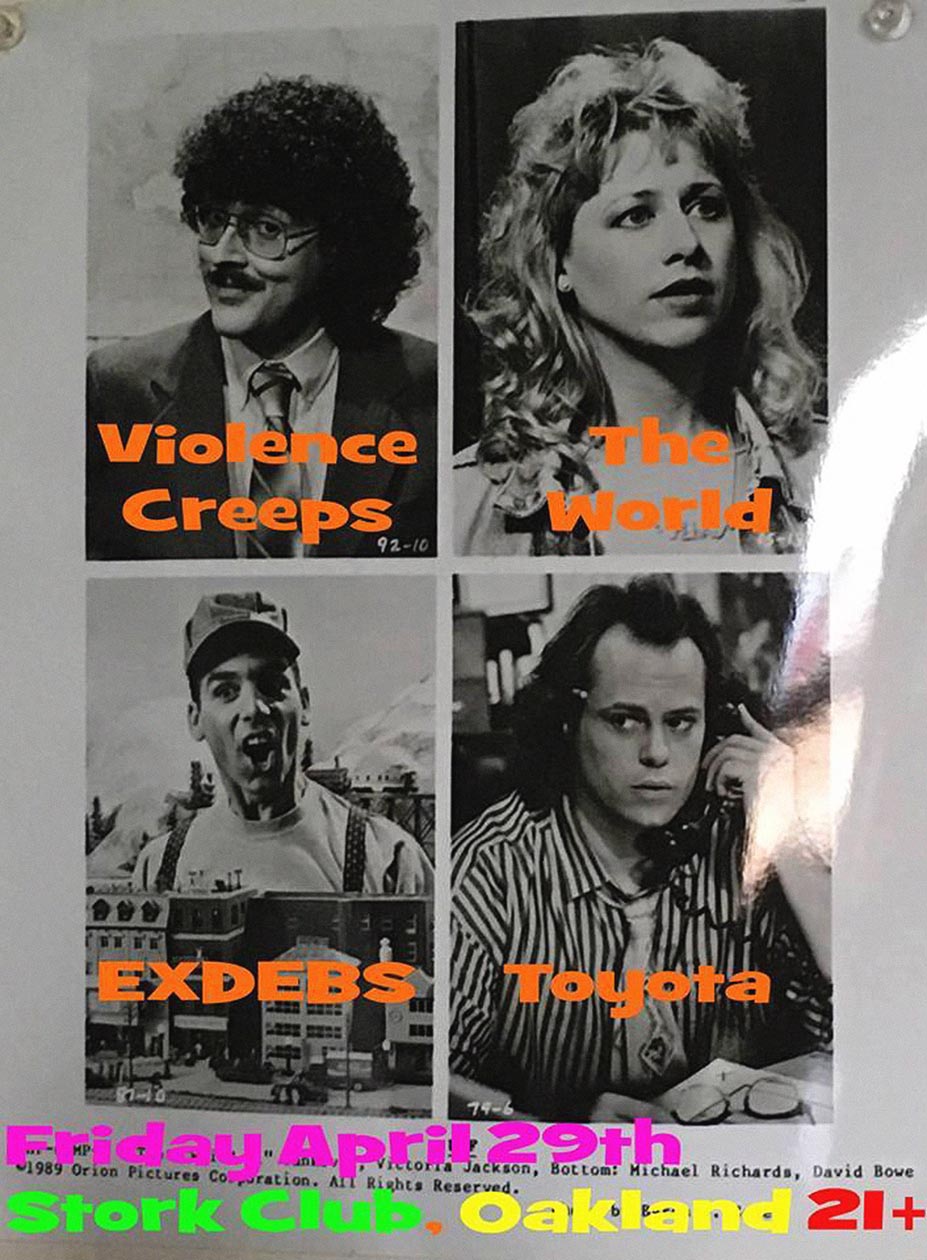 Violence
Creeps
92-10
The
World
EXDEBS
87-10
Toyota
79-6
Friday April 29th
Victoria Jackson, Bottom: Michael Richards, David Bowe
©1989 Orion Pictures Corporation. All Rights Reserved.
Stork Club, Oakland 21+